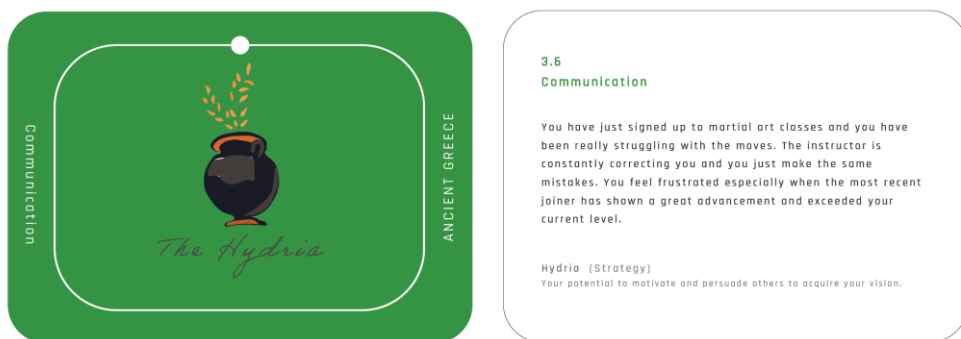 Communication
ANCIENT GREECE
The Hydria
3.6
Communication
You have just signed up to martial art classes and you have
been really struggling with the moves. The instructor is
constantly correcting you and you just make the same
mistakes. You feel frustrated especially when the most recent
joiner has shown a great advancement and exceeded your
current level.
Hydria (Strategy)
Your potential to motivate and persuade others to acquire your vision.